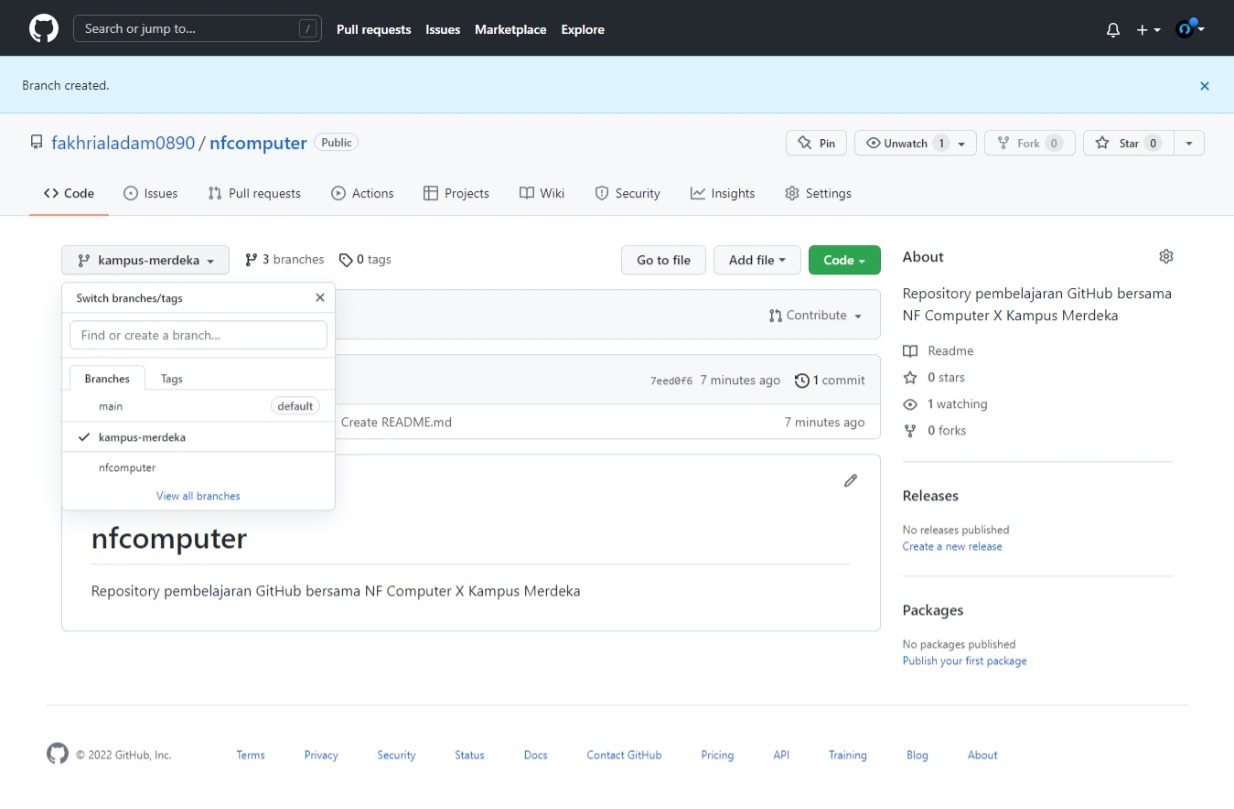 Search or jump to... /
Pull requests Issues Marketplace Explore
Branch created.
fakhrialadam0890 / nfcomputer Public
Pin Unwatch 1 Fork 0 Star 0
Code Issues Pull requests Actions Projects Wiki Security Insights Settings
kampus-merdeka 3 branches 0 tags Go to file Add file Code
Switch branches/tags
Find or create a branch...
Branches Tags
main default
kampus-merdeka
nfcomputer
View all branches
Contribute
7eed0f6 7 minutes ago 1 commit
Create README.md 7 minutes ago
nfcomputer
Repository pembelajaran GitHub bersama NF Computer X Kampus Merdeka
About
Repository pembelajaran GitHub bersama
NF Computer X Kampus Merdeka
Readme
0 stars
1 watching
0 forks
Releases
No releases published
Create a new release
Packages
No packages published
Publish your first package
© 2022 GitHub, Inc. Terms Privacy Security Status Docs Contact GitHub Pricing API Training Blog About